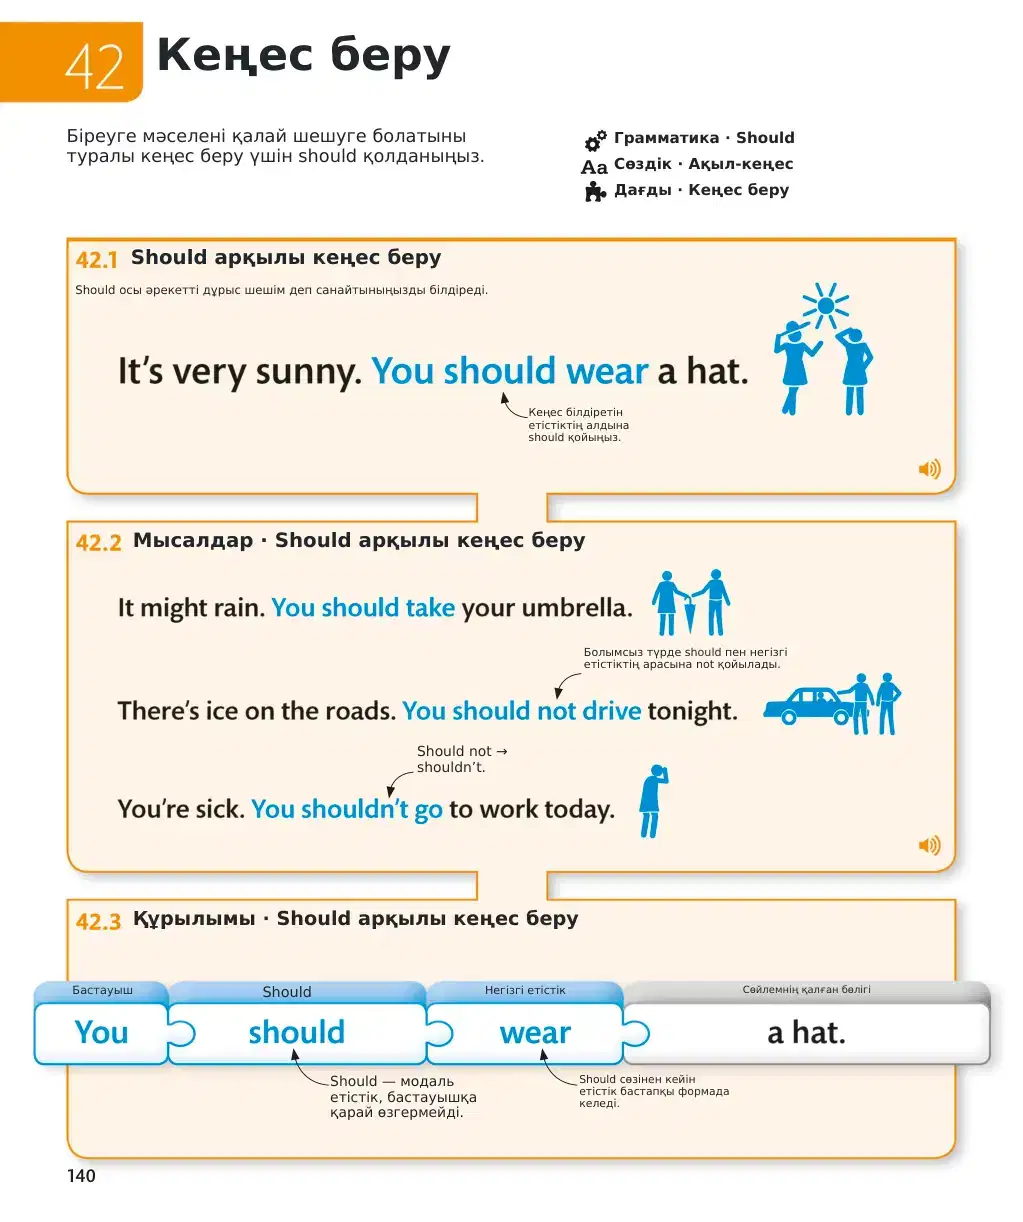 42
Кеңес беру
Біреуге мәселені қалай шешуге болатыны
туралы кеңес беру үшін should қолданыңыз.
Грамматика · Should
Aa Сөздік · Ақыл-кеңес
Дағды · Кеңес беру
42.1 Should арқылы кеңес беру
Should осы әрекетті дұрыс шешім деп санайтыныңызды білдіреді.
It’s very sunny. You should wear a hat.
Кеңес білдіретін
етістіктің алдына
should қойыңыз.
42.2 Мысалдар · Should арқылы кеңес беру
It might rain. You should take your umbrella.
Болымсыз түрде should пен негізгі
етістіктің арасына not қойылады.
There’s ice on the roads. You should not drive tonight.
Should not →
shouldn’t.
You’re sick. You shouldn’t go to work today.
42.3 Құрылымы · Should арқылы кеңес беру
Бастауыш Should Негізгі етістік Сөйлемнің қалған бөлігі
You should wear a hat.
Should — модаль
етістік, бастауышқа
қарай өзгермейді.
Should сөзінен кейін
етістік бастапқы формада
келеді.
140